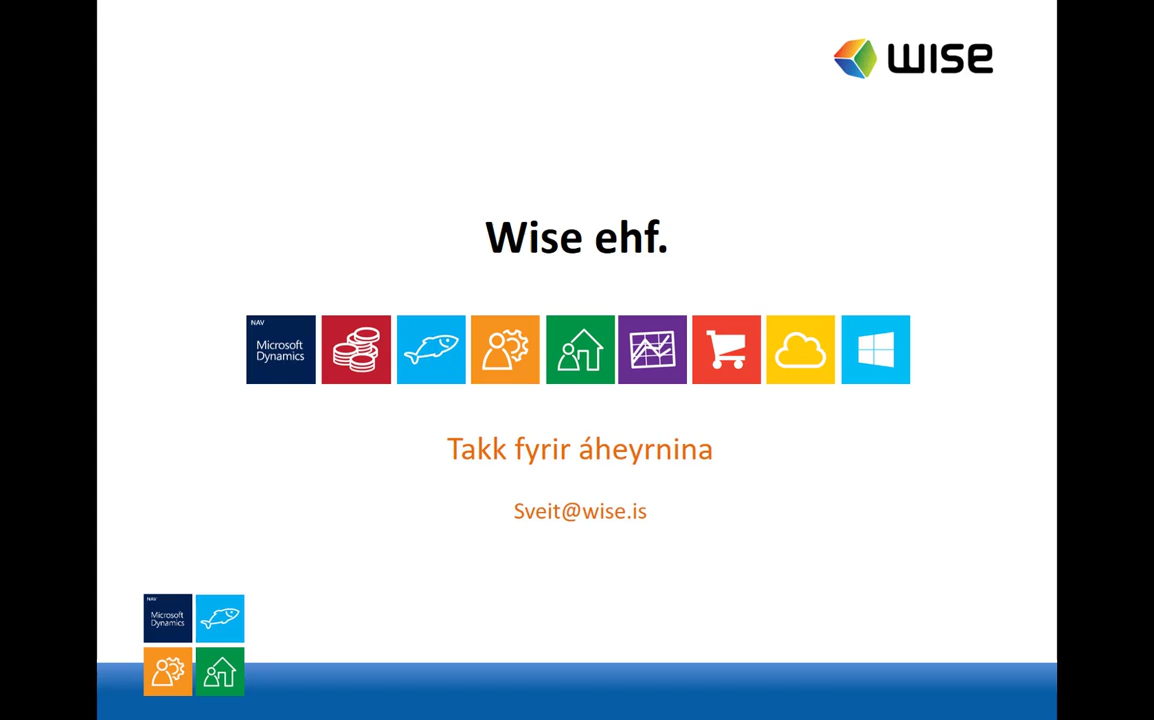 wise
Wise ehf.
NAV
Microsoft
Dynamics
Takk fyrir áheyrnina
Sveit@wise.is
NAV
Microsoft
Dynamics